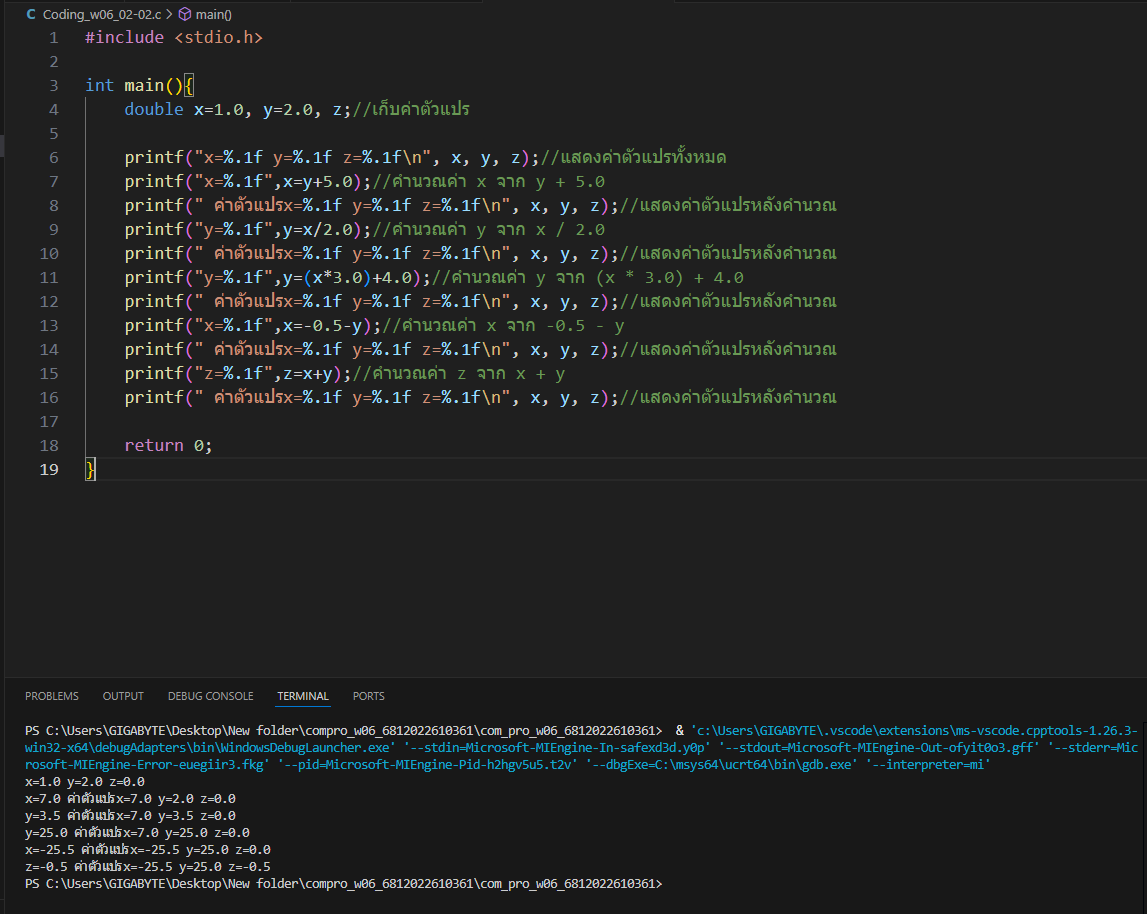 Coding_w06_02-02.c > main()
1 #include <stdio.h>
2
3 int main(){
4 double x=1.0, y=2.0, z;//เก็บค่าตัวแปร
5
6 printf("x=%.1f y=%.1f z=%.1f\n", x, y, z);//แสดงค่าตัวแปรทั้งหมด
7 printf("x=%.1f",x=y+5.0);//คำนวณค่า x จาก y + 5.0
8 printf(" ค่าตัวแปรx=%.1f y=%.1f z=%.1f\n", x, y, z);//แสดงค่าตัวแปรหลังคำนวณ
9 printf("y=%.1f",y=x/2.0);//คำนวณค่า y จาก x / 2.0
10 printf(" ค่าตัวแปรx=%.1f y=%.1f z=%.1f\n", x, y, z);//แสดงค่าตัวแปรหลังคำนวณ
11 printf("y=%.1f",y=(x*3.0)+4.0);//คำนวณค่า y จาก (x * 3.0) + 4.0
12 printf(" ค่าตัวแปรx=%.1f y=%.1f z=%.1f\n", x, y, z);//แสดงค่าตัวแปรหลังคำนวณ
13 printf("x=%.1f",x=-0.5-y);//คำนวณค่า x จาก -0.5 - y
14 printf(" ค่าตัวแปรx=%.1f y=%.1f z=%.1f\n", x, y, z);//แสดงค่าตัวแปรหลังคำนวณ
15 printf("z=%.1f",z=x+y);//คำนวณค่า z จาก x + y
16 printf(" ค่าตัวแปรx=%.1f y=%.1f z=%.1f\n", x, y, z);//แสดงค่าตัวแปรหลังคำนวณ
17
18 return 0;
19 }
PROBLEMS OUTPUT DEBUG CONSOLE TERMINAL PORTS
PS C:\Users\GIGABYTE\Desktop\New folder\compro_w06_6812022610361\com_pro_w06_6812022610361> & 'c:\Users\GIGABYTE\.vscode\extensions\ms-vscode.cpptools-1.26.3-
win32-x64\debugAdapters\bin\WindowsDebugLauncher.exe' '--stdin=Microsoft-MIEngine-In-safexd3d.y0p' '--stdout=Microsoft-MIEngine-Out-ofyit0o3.gff' '--stderr=Mic
rosoft-MIEngine-Error-euegiir3.fkg' '--pid=Microsoft-MIEngine-Pid-h2hgv5u5.t2v' '--dbgExe=C:\msys64\ucrt64\bin\gdb.exe' '--interpreter=mi'
x=1.0 y=2.0 z=0.0
x=7.0 ค่าตัวแปรx=7.0 y=2.0 z=0.0
y=3.5 ค่าตัวแปรx=7.0 y=3.5 z=0.0
y=25.0 ค่าตัวแปรx=7.0 y=25.0 z=0.0
x=-25.5 ค่าตัวแปรx=-25.5 y=25.0 z=0.0
z=-0.5 ค่าตัวแปรx=-25.5 y=25.0 z=-0.5
PS C:\Users\GIGABYTE\Desktop\New folder\compro_w06_6812022610361\com_pro_w06_6812022610361>